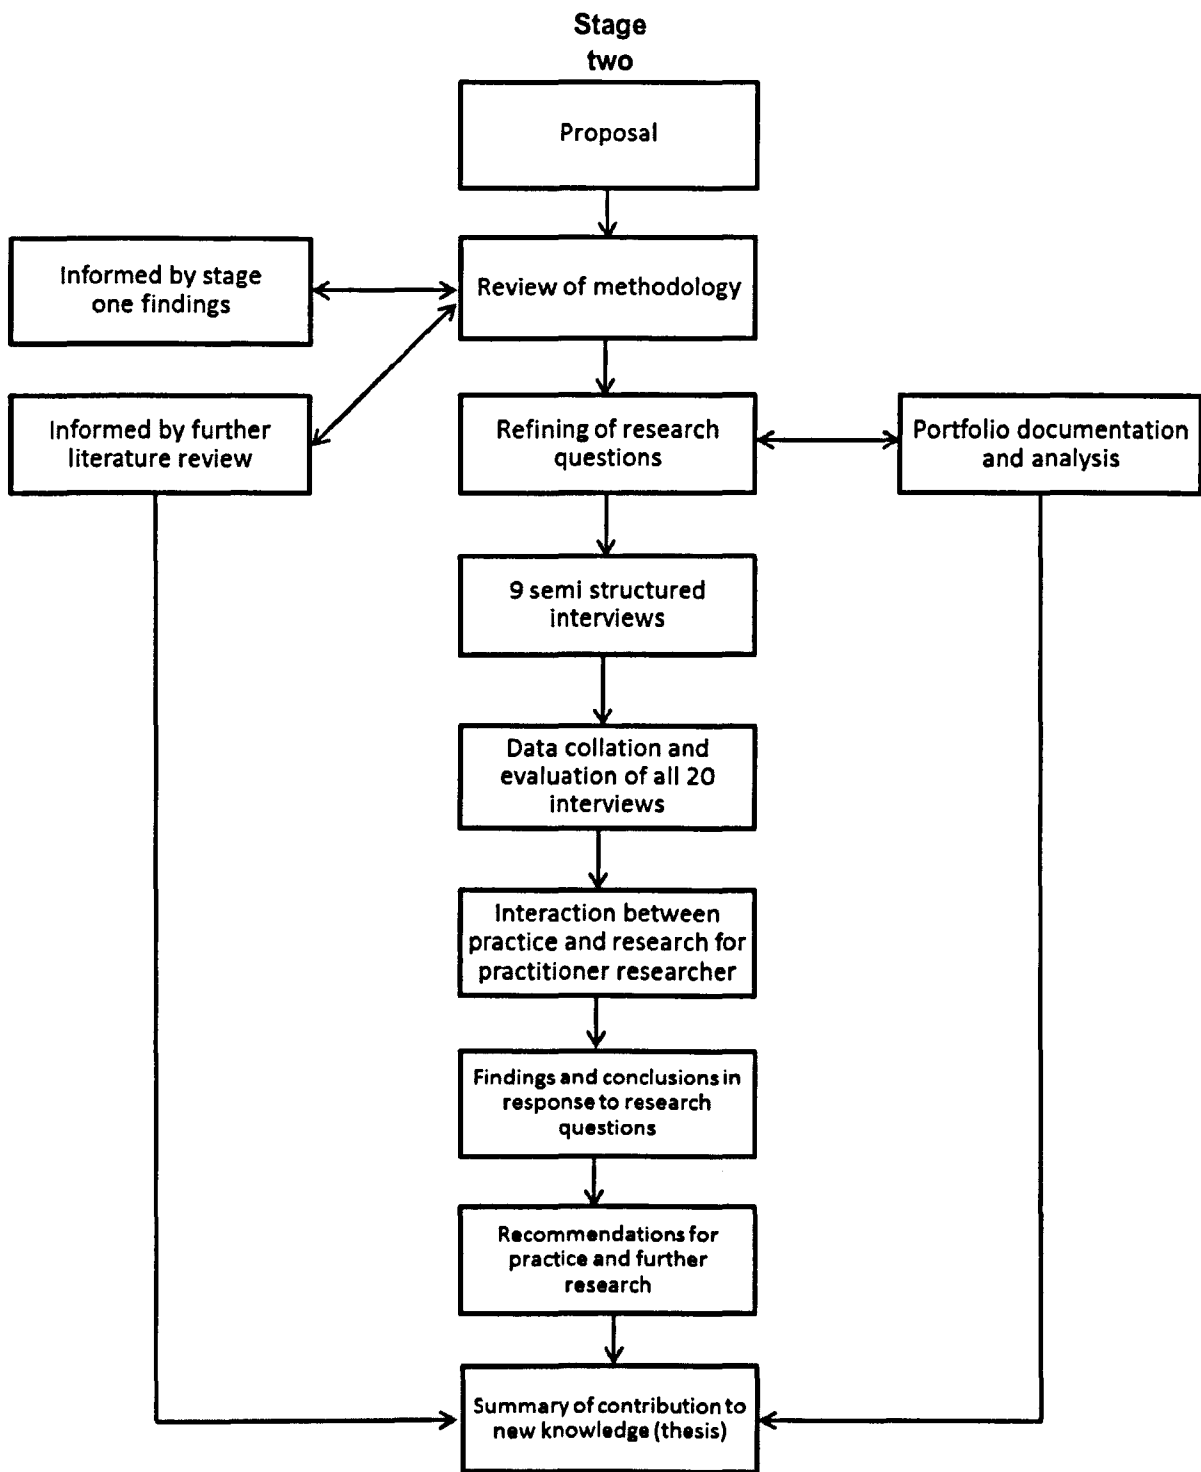 Stage
two
Proposal
Informed by stage
one findings
Review of methodology
Informed by further
literature review
Refining of research
questions
Portfolio documentation
and analysis
9 semi structured
interviews
Data collation and
evaluation of all 20
interviews
Interaction between
practice and research for
practitioner researcher
Findings and conclusions in
response to research
questions
Recommendations for
practice and further
research
Summary of contribution to
new knowledge (thesis)